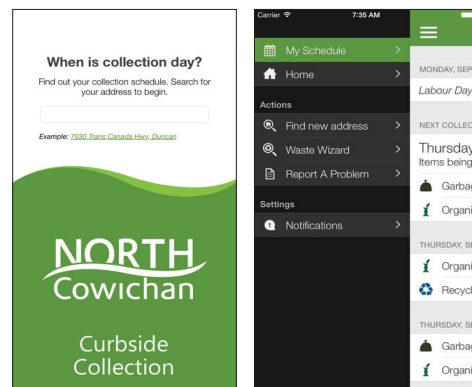 When is collection day?
Find out your collection schedule. Search for
your address to begin.
Example: 7030 Trans Canada Hwy, Duncan
NORTH
Cowichan
Curbside
Collection
Carrier 7:35 AM
My Schedule
Home
Actions
Find new address
Waste Wizard
Report A Problem
Settings
Notifications
MONDAY, SEP
Labour Day
NEXT COLLEC
Thursday
Items being
Garbag
Organi
THURSDAY, SE
Organi
Recycl
THURSDAY, SE
Garbag
Organi